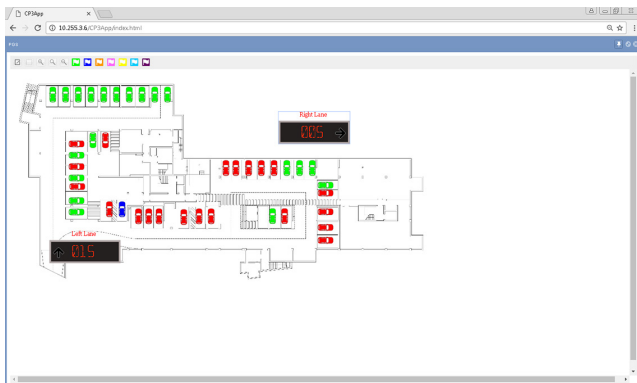 CP3App
10.255.3.6/CP3App/index.html
POS
Right Lane
005
Left Lane
015